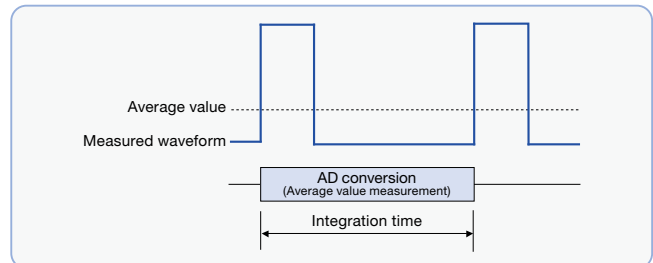 Average value
Measured waveform
AD conversion
(Average value measurement)
Integration time